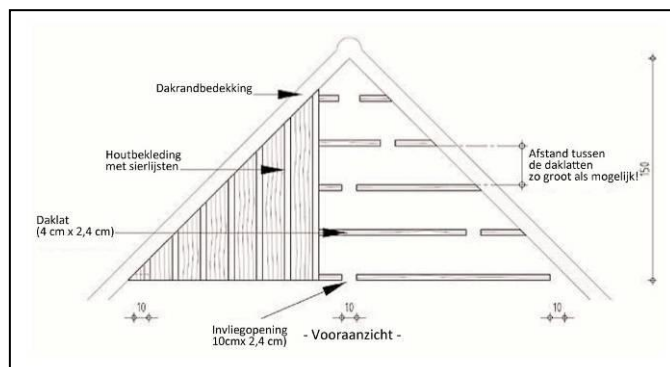 Dakrandbedekking
Houtbekleding
met sierlijsten
Afstand tussen
de daklatten
zo groot als mogelijk!
150
Daklat
(4 cm x 2,4 cm)
10
10
10
Invliegopening
10cmx 2,4 cm)
- Vooraanzicht -